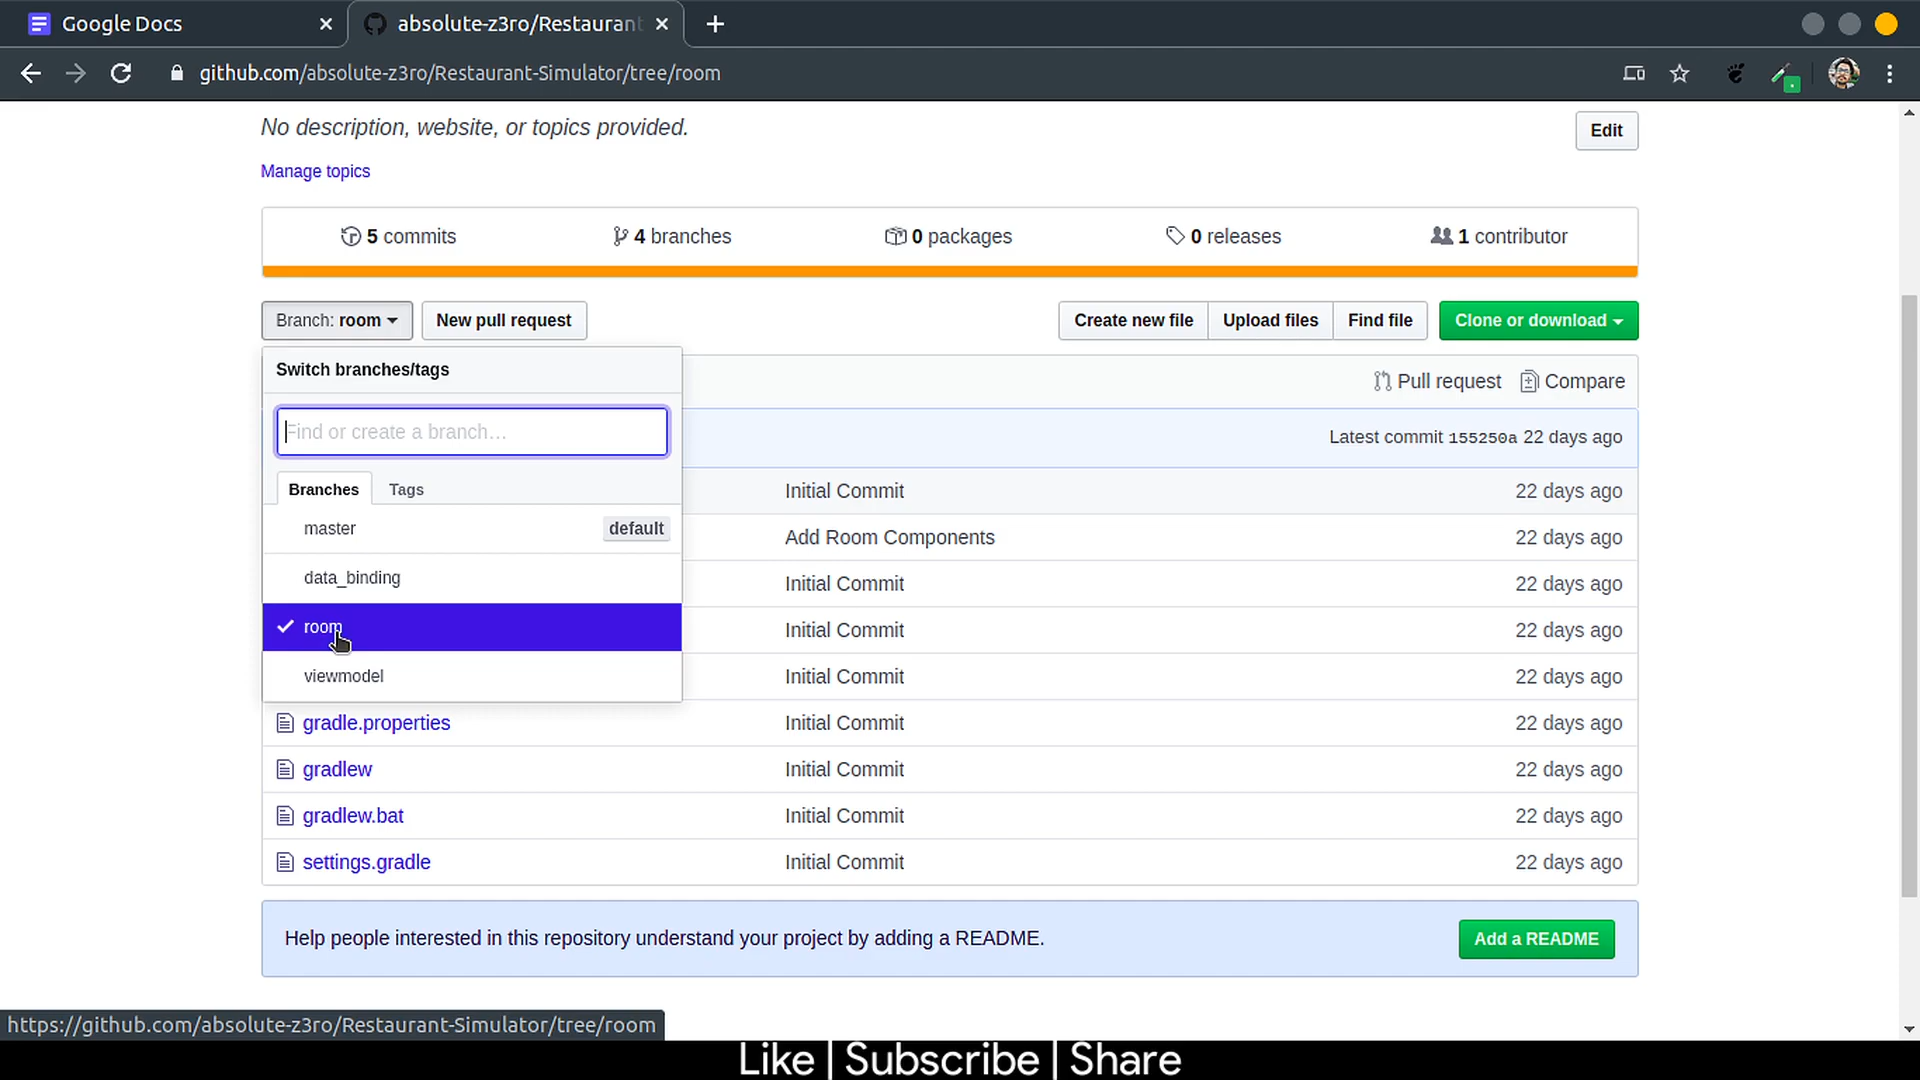 Google Docs
absolute-z3ro/Restaurant
github.com/absolute-z3ro/Restaurant-Simulator/tree/room
No description, website, or topics provided.
Edit
Manage topics
5 commits
4 branches
0 packages
0 releases
1 contributor
Branch: room
New pull request
Create new file
Upload files
Find file
Clone or download
Switch branches/tags
Pull request
Compare
Find or create a branch...
Latest commit 155250a 22 days ago
Branches
Tags
Initial Commit
22 days ago
master
default
Add Room Components
22 days ago
data_binding
Initial Commit
22 days ago
room
Initial Commit
22 days ago
viewmodel
Initial Commit
22 days ago
gradle.properties
Initial Commit
22 days ago
gradlew
Initial Commit
22 days ago
gradlew.bat
Initial Commit
22 days ago
settings.gradle
Initial Commit
22 days ago
Help people interested in this repository understand your project by adding a README.
Add a README
https://github.com/absolute-z3ro/Restaurant-Simulator/tree/room
Like | Subscribe | Share